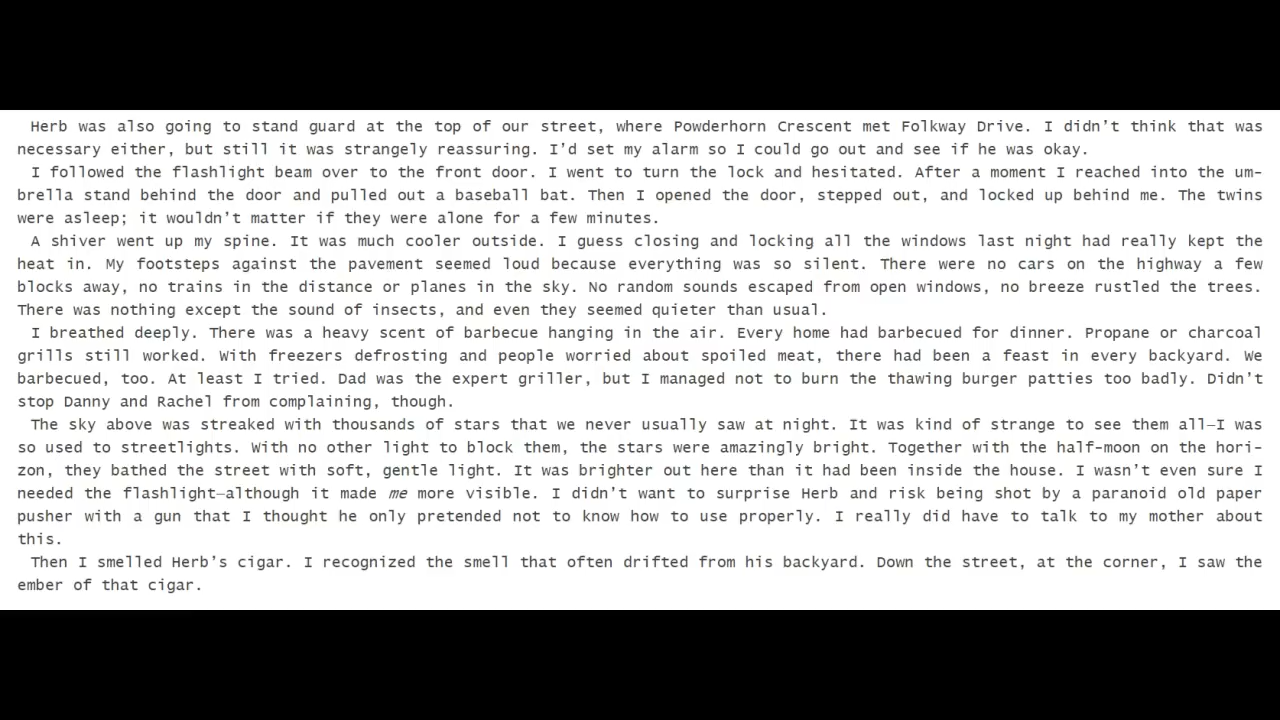 Herb was also going to stand guard at the top of our street, where Powderhorn Crescent met Folkway Drive. I didn’t think that was
necessary either, but still it was strangely reassuring. I’d set my alarm so I could go out and see if he was okay.
I followed the flashlight beam over to the front door. I went to turn the lock and hesitated. After a moment I reached into the um-
brella stand behind the door and pulled out a baseball bat. Then I opened the door, stepped out, and locked up behind me. The twins
were asleep; it wouldn’t matter if they were alone for a few minutes.
A shiver went up my spine. It was much cooler outside. I guess closing and locking all the windows last night had really kept the
heat in. My footsteps against the pavement seemed loud because everything was so silent. There were no cars on the highway a few
blocks away, no trains in the distance or planes in the sky. No random sounds escaped from open windows, no breeze rustled the trees.
There was nothing except the sound of insects, and even they seemed quieter than usual.
I breathed deeply. There was a heavy scent of barbecue hanging in the air. Every home had barbecued for dinner. Propane or charcoal
grills still worked. With freezers defrosting and people worried about spoiled meat, there had been a feast in every backyard. We
barbecued, too. At least I tried. Dad was the expert griller, but I managed not to burn the thawing burger patties too badly. Didn’t
stop Danny and Rachel from complaining, though.
The sky above was streaked with thousands of stars that we never usually saw at night. It was kind of strange to see them all—I was
so used to streetlights. With no other light to block them, the stars were amazingly bright. Together with the half-moon on the hori-
zon, they bathed the street with soft, gentle light. It was brighter out here than it had been inside the house. I wasn’t even sure I
needed the flashlight—although it made me more visible. I didn’t want to surprise Herb and risk being shot by a paranoid old paper
pusher with a gun that I thought he only pretended not to know how to use properly. I really did have to talk to my mother about
this.
Then I smelled Herb’s cigar. I recognized the smell that often drifted from his backyard. Down the street, at the corner, I saw the
ember of that cigar.